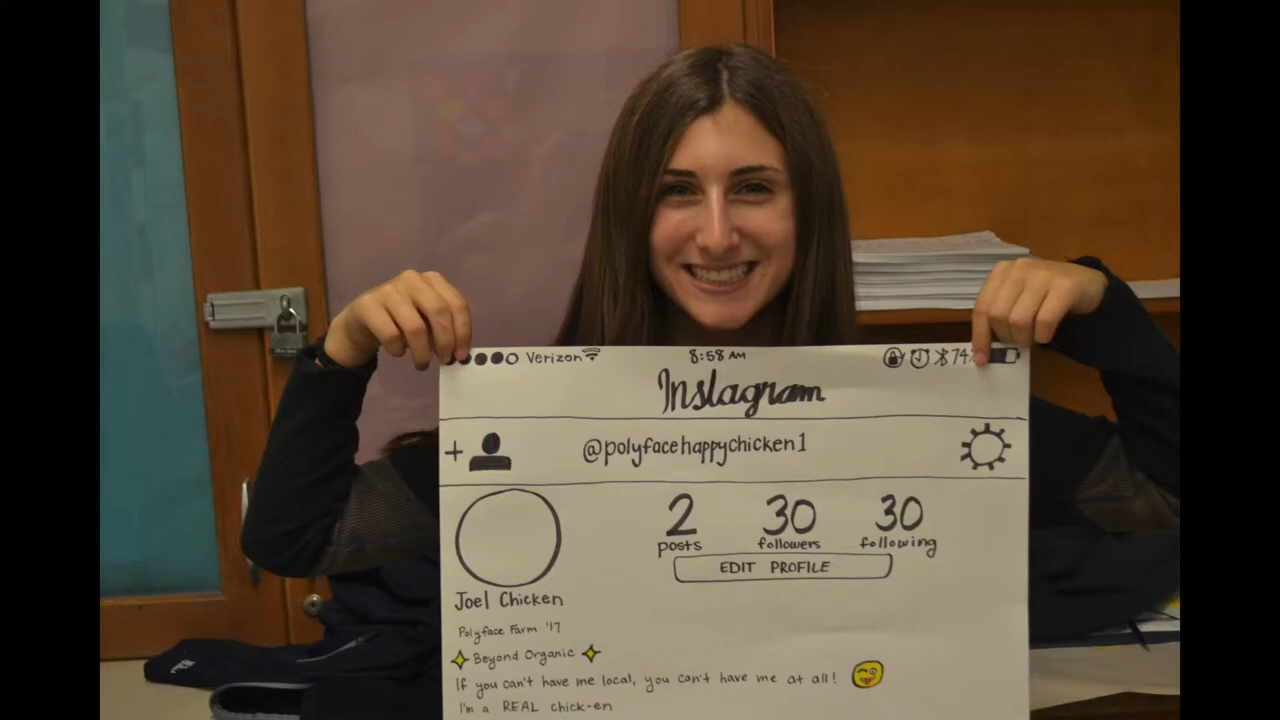 Verizon 8:58 AM 74%
Instagram
+ @polyfacehappychicken1
2 30 30
posts followers following
EDIT PROFILE
Joel Chicken
Polyface Farm '17
Beyond Organic
If you can't have me local, you can't have me at all!
I'm a REAL chick-en